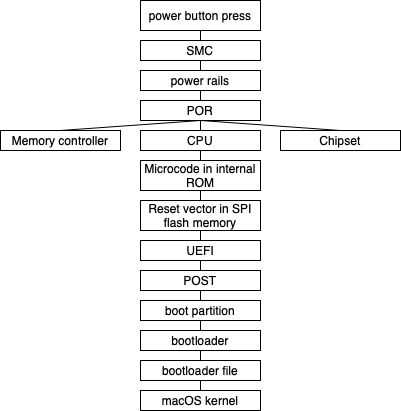 power button press
SMC
power rails
POR
Memory controller
CPU
Chipset
Microcode in internal
ROM
Reset vector in SPI
flash memory
UEFI
POST
boot partition
bootloader
bootloader file
macOS kernel